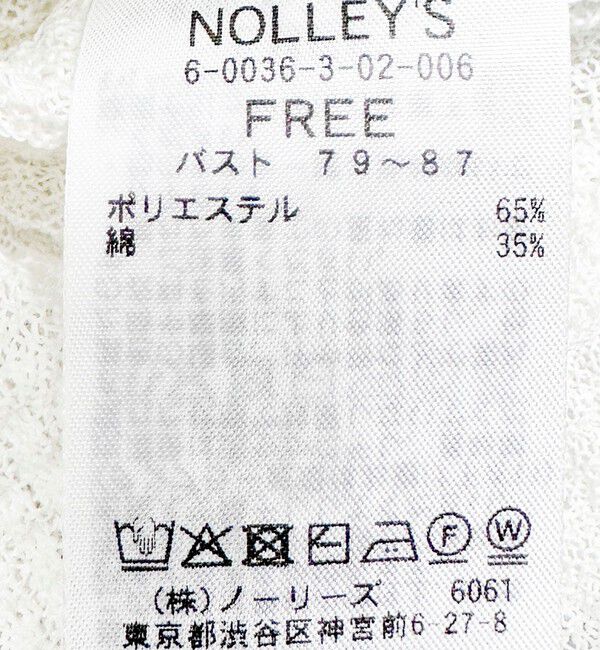 NOLLEY'S
6-0036-3-02-006
FREE
バスト 79〜87
ポリエステル 65%
綿 35%
F W
(株)ノーリーズ 6061
東京都渋谷区神宮前6-27-8